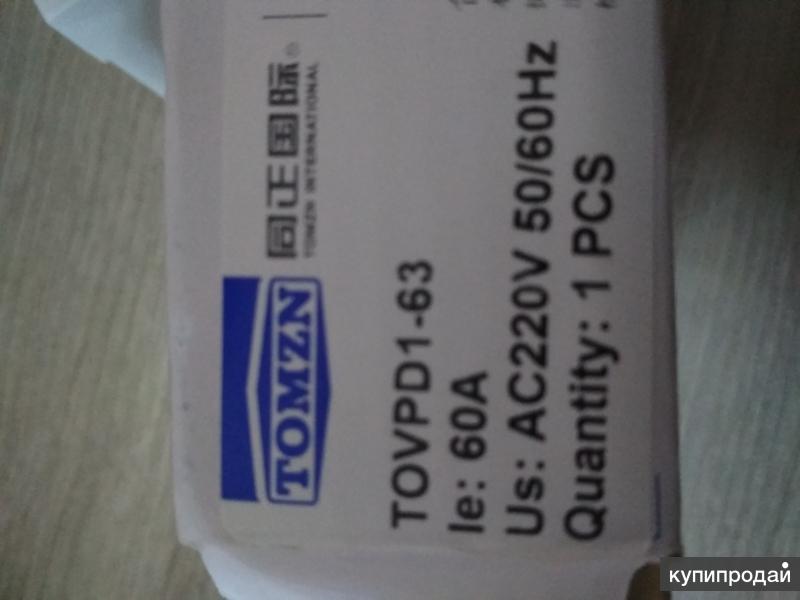 TOMZN
同正国际®
TOMZN INTERNATIONAL
TOVPD1-63
Ie: 60A
Us: AC220V 50/60Hz
Quantity: 1 PCS
купипродай